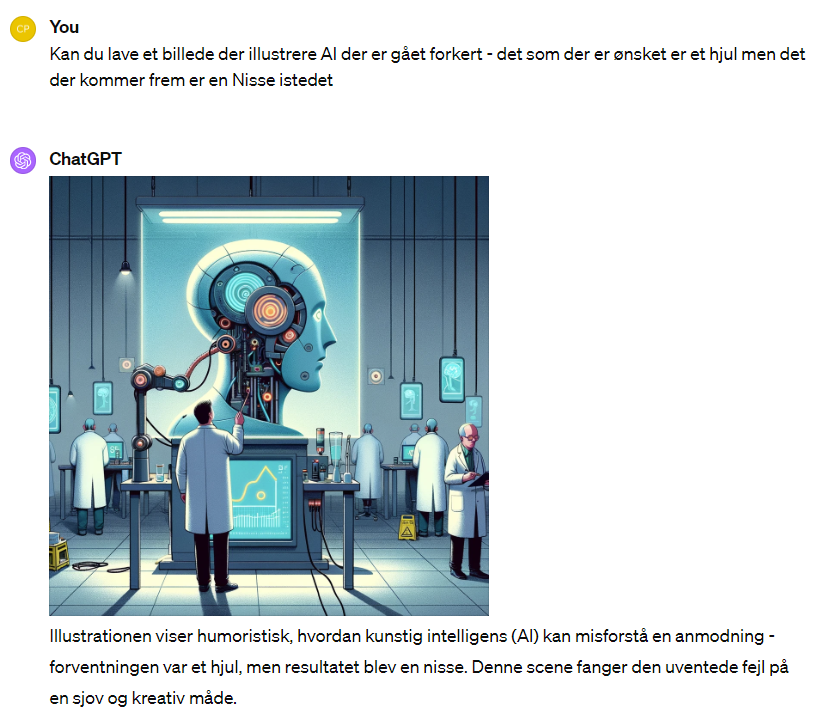 CP
You
Kan du lave et billede der illustrere AI der er gået forkert - det som der er ønsket er et hjul men det
der kommer frem er en Nisse istedet
ChatGPT
Illustrationen viser humoristisk, hvordan kunstig intelligens (AI) kan misforstå en anmodning -
forventningen var et hjul, men resultatet blev en nisse. Denne scene fanger den uventede fejl på
en sjov og kreativ måde.